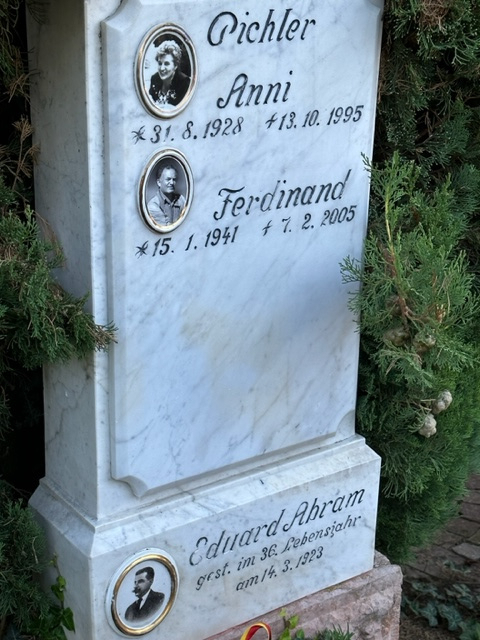 Pichler
Anni
*31. 8. 1928 †13. 10. 1995
Ferdinand
*15. 1. 1941 † 7. 2. 2005
Eduard Abram
gest. im 36. Lebensjahr
am 14. 3. 1923